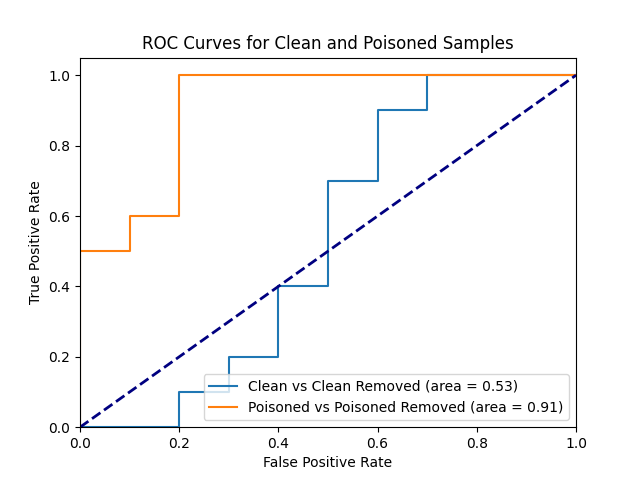 ROC Curves for Clean and Poisoned Samples
True Positive Rate
1.0
0.8
0.6
0.4
0.2
0.0
Clean vs Clean Removed (area = 0.53)
Poisoned vs Poisoned Removed (area = 0.91)
0.0 0.2 0.4 0.6 0.8 1.0
False Positive Rate